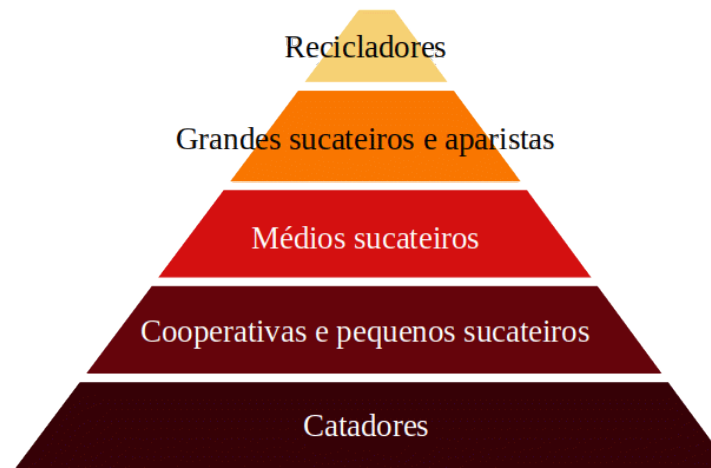 Recicladores
Grandes sucateiros e aparistas
Médios sucateiros
Cooperativas e pequenos sucateiros
Catadores